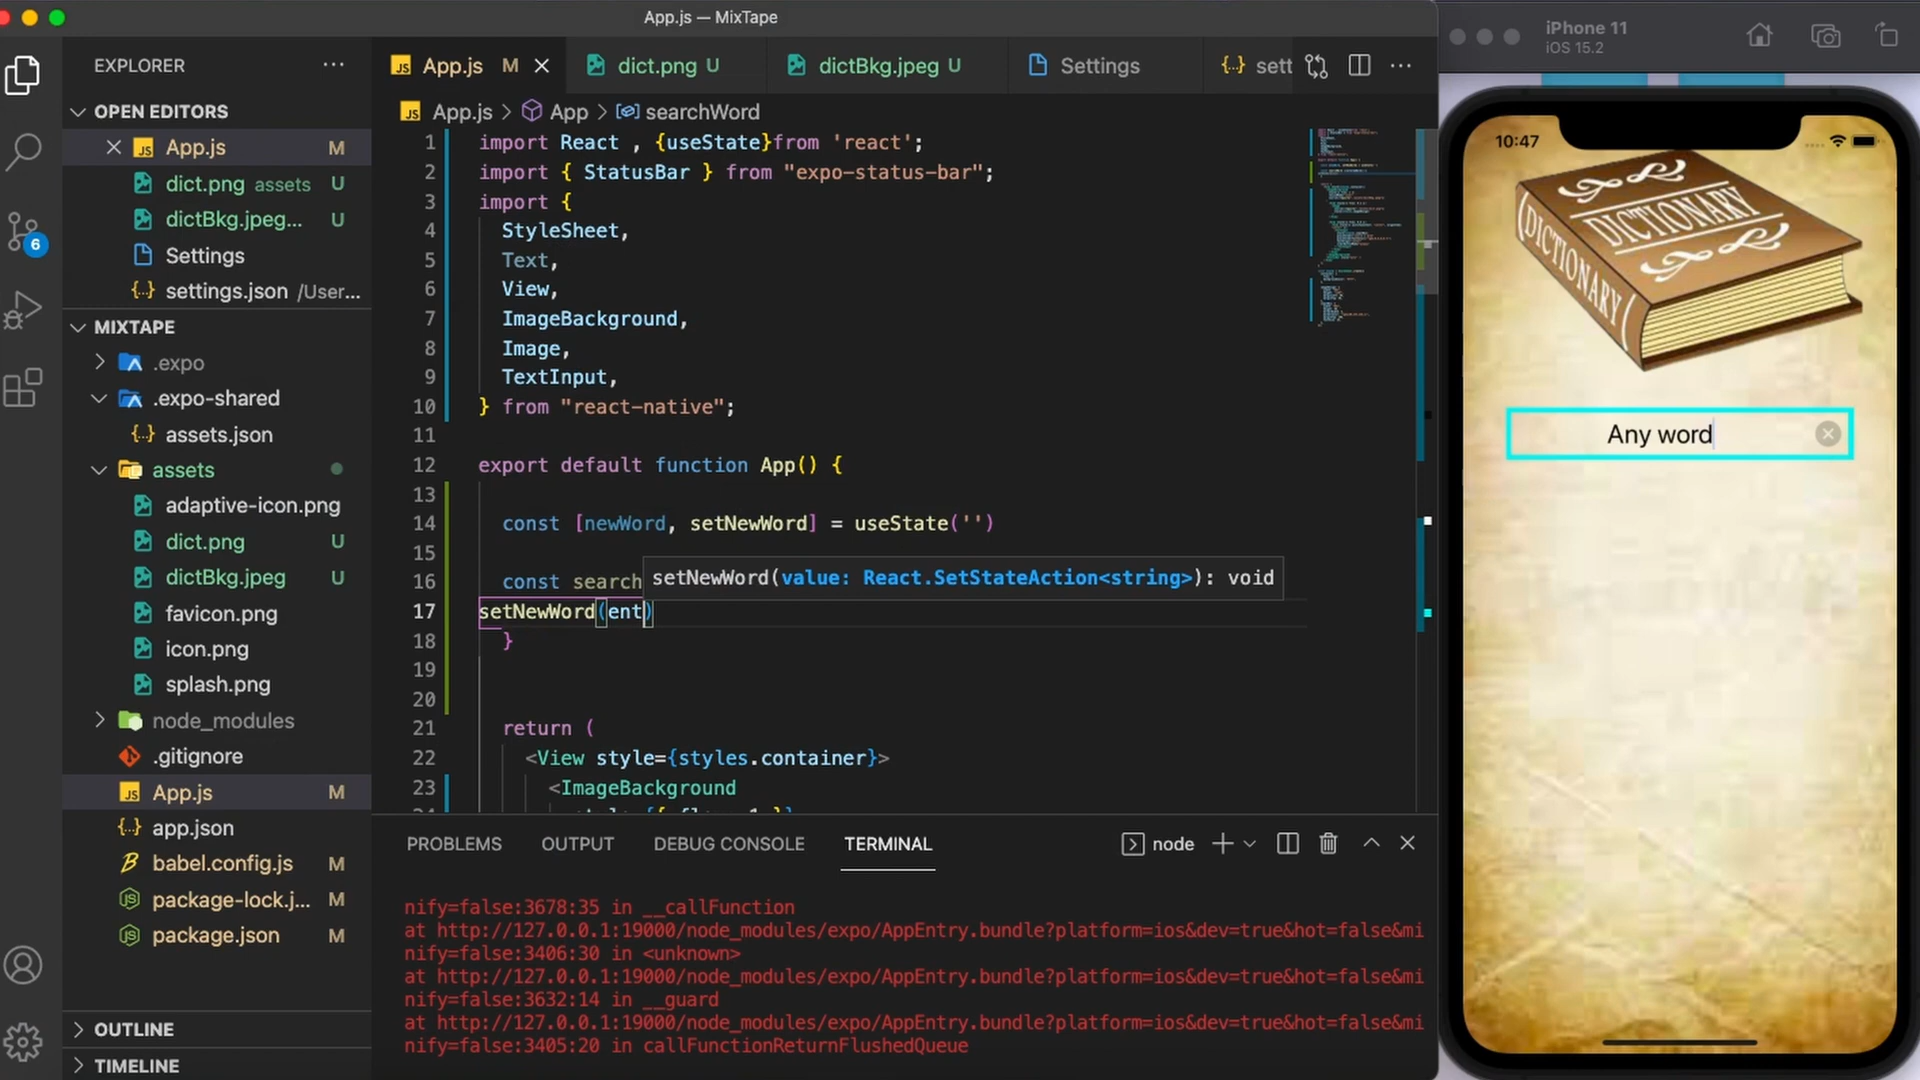 App.js — MixTape
EXPLORER
OPEN EDITORS
App.js M
dict.png assets U
dictBkg.jpeg... U
Settings
settings.json /User...
MIXTAPE
.expo
.expo-shared
assets.json
assets
adaptive-icon.png
dict.png U
dictBkg.jpeg U
favicon.png
icon.png
splash.png
node_modules
.gitignore
App.js M
app.json
babel.config.js M
package-lock.j... M
package.json M
OUTLINE
TIMELINE
6
App.js M
dict.png U
dictBkg.jpeg U
Settings
{} sett
App.js > App > searchWord
1 import React , {useState}from 'react';
2 import { StatusBar } from "expo-status-bar";
3 import {
4 StyleSheet,
5 Text,
6 View,
7 ImageBackground,
8 Image,
9 TextInput,
10 } from "react-native";
11
12 export default function App() {
13
14 const [newWord, setNewWord] = useState('')
15
setNewWord(value: React.SetStateAction<string>): void
16 const search
17 setNewWord(ent)
18 }
19
20
21 return (
22 <View style={styles.container}>
23 <ImageBackground
PROBLEMS OUTPUT DEBUG CONSOLE TERMINAL node
nify=false:3678:35 in __callFunction
at http://127.0.0.1:19000/node_modules/expo/AppEntry.bundle?platform=ios&dev=true&hot=false&mi
nify=false:3406:30 in <unknown>
at http://127.0.0.1:19000/node_modules/expo/AppEntry.bundle?platform=ios&dev=true&hot=false&mi
nify=false:3632:14 in __guard
at http://127.0.0.1:19000/node_modules/expo/AppEntry.bundle?platform=ios&dev=true&hot=false&mi
nify=false:3405:20 in callFunctionReturnFlushedQueue
iPhone 11
iOS 15.2
10:47
DICTIONARY
DICTIONARY
Any word